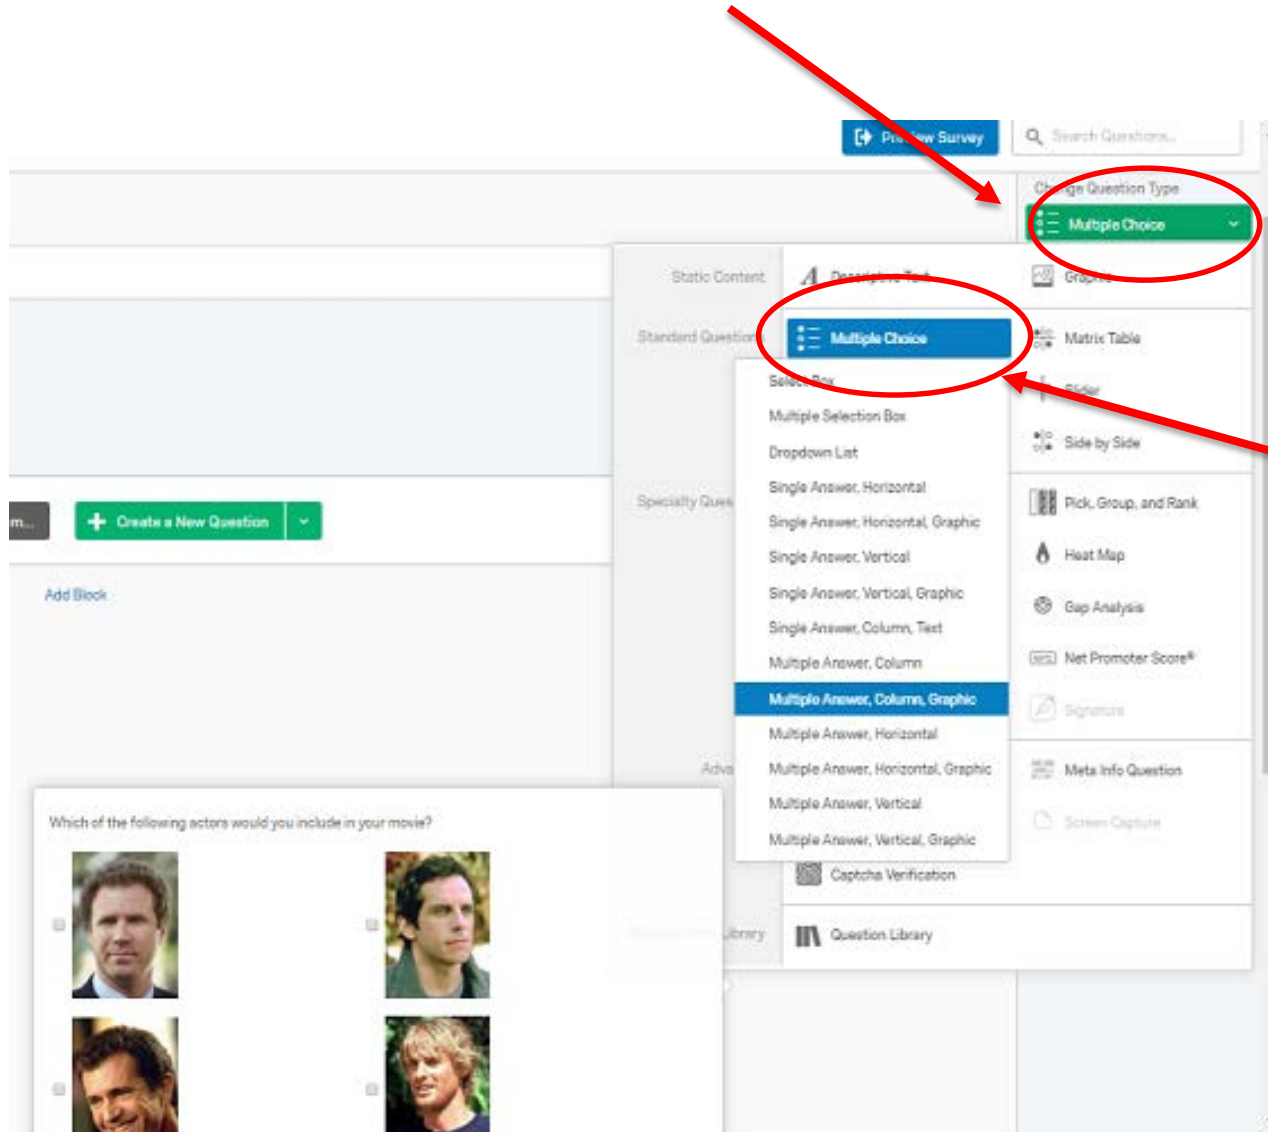 Preview Survey
Search Questions...
Change Question Type
Multiple Choice
Static Content
Descriptive Text
Graphic
Standard Questions
Multiple Choice
Matrix Table
Select Box
Slider
Multiple Selection Box
Side by Side
Dropdown List
Single Answer, Horizontal
Specialty Ques
Pick, Group, and Rank
m...
Create a New Question
Single Answer, Horizontal, Graphic
Single Answer, Vertical
Heat Map
Add Block
Single Answer, Vertical, Graphic
Gap Analysis
Single Answer, Column, Text
Multiple Answer, Column
Net Promoter Score®
Multiple Answer, Column, Graphic
Signature
Multiple Answer, Horizontal
Adva
Multiple Answer, Horizontal, Graphic
Meta Info Question
Multiple Answer, Vertical
Screen Capture
Which of the following actors would you include in your movie?
Multiple Answer, Vertical, Graphic
Captcha Verification
Library
Question Library